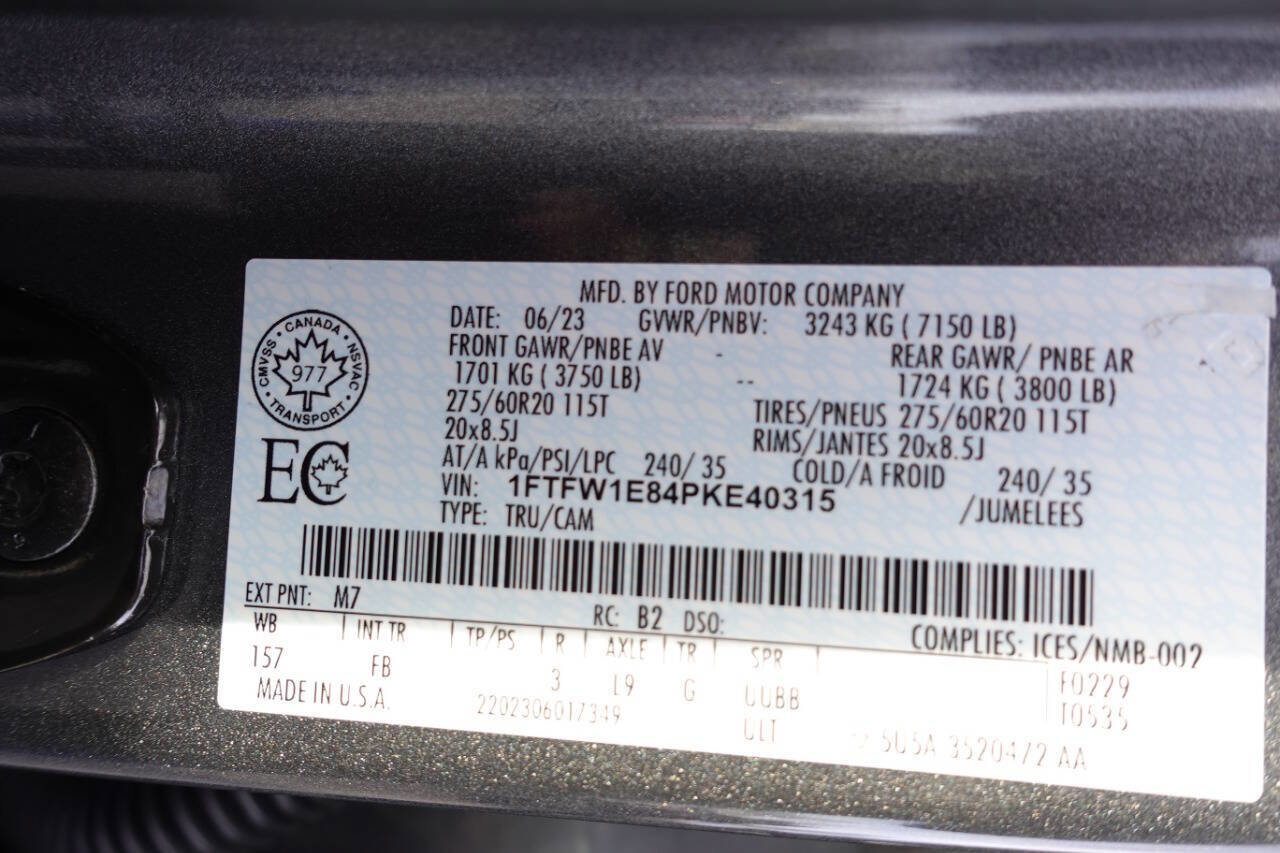 MFD. BY FORD MOTOR COMPANY
DATE: 06/23 GVWR/PNBV: 3243 KG ( 7150 LB)
FRONT GAWR/PNBE AV - REAR GAWR/ PNBE AR
1701 KG ( 3750 LB) -- 1724 KG ( 3800 LB)
275/60R20 115T TIRES/PNEUS 275/60R20 115T
20x8.5J RIMS/JANTES 20x8.5J
AT/A kPa/PSI/LPC 240/ 35 COLD/A FROID 240/ 35
VIN: 1FTFW1E84PKE40315 /JUMELEES
TYPE: TRU/CAM
CANADA
CMVSS NSVAC
977
TRANSPORT
EC
EXT PNT: M7 RC: B2 DSO:
COMPLIES: ICES/NMB-002
WB INT TR TP/PS R AXLE TR SPR
157 FB 3 L9 G UUBB F0229
MADE IN U.S.A. 2202306017349 T0535
ULT 5U5A 3520472 AA